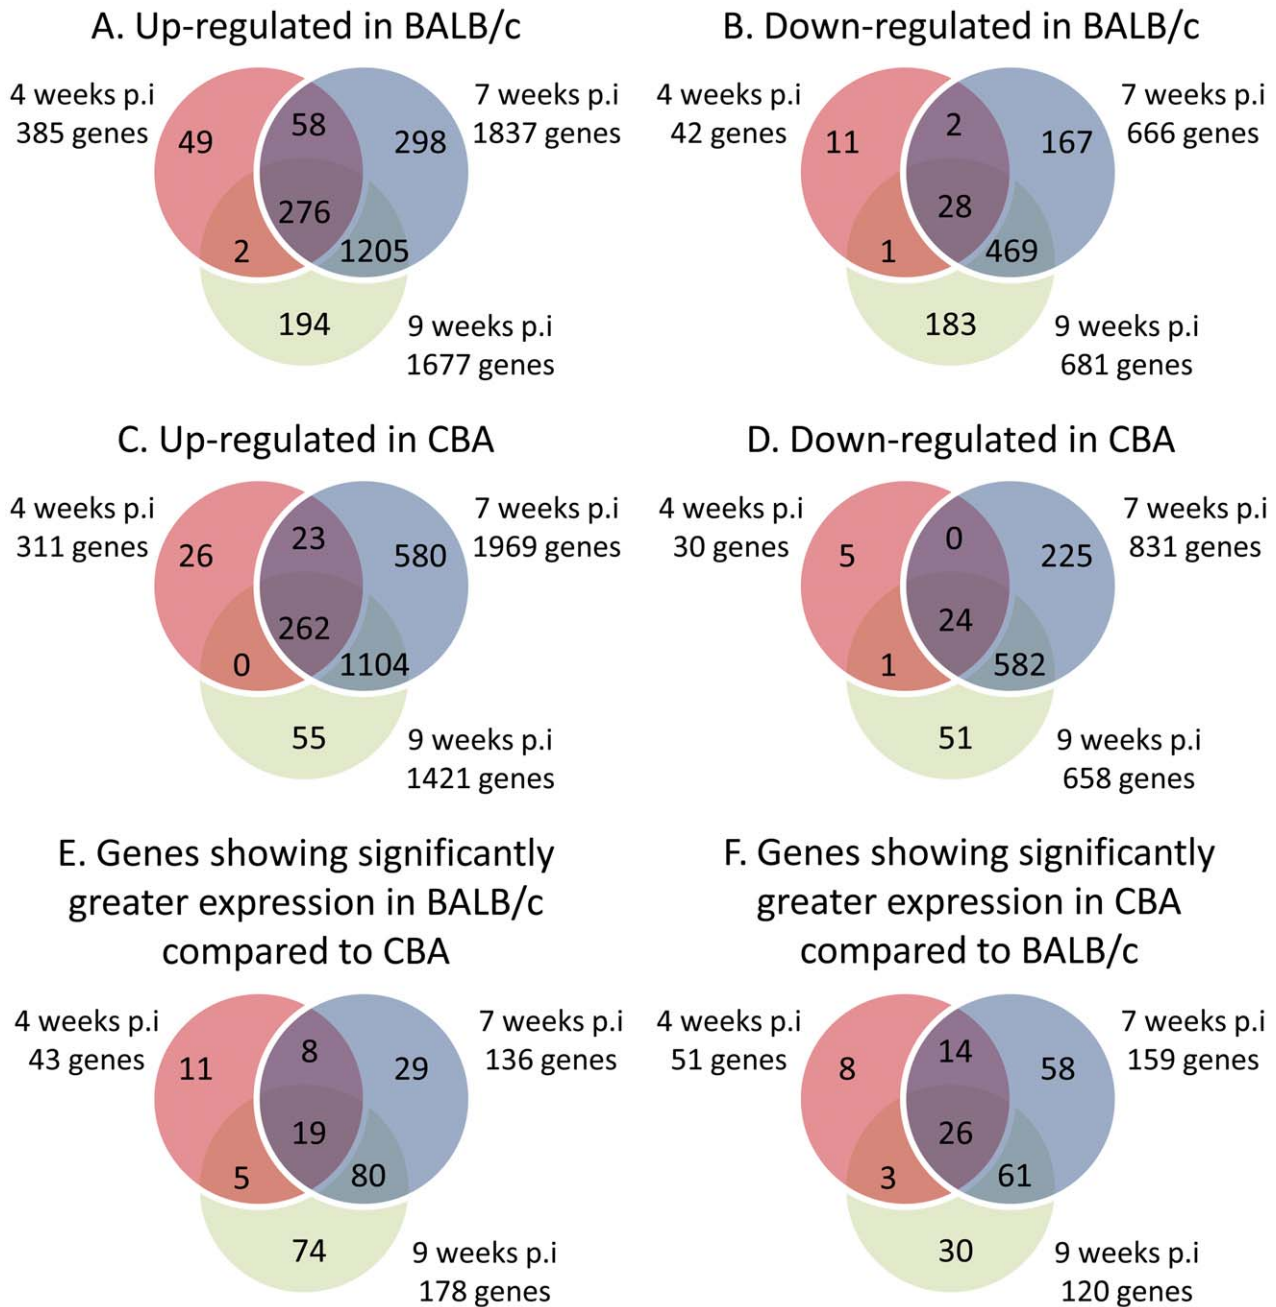 A. Up-regulated in BALB/c
4 weeks p.i
385 genes
49
58
298
7 weeks p.i
1837 genes
276
2
1205
194
9 weeks p.i
1677 genes
B. Down-regulated in BALB/c
4 weeks p.i
42 genes
11
2
167
7 weeks p.i
666 genes
28
1
469
183
9 weeks p.i
681 genes
C. Up-regulated in CBA
4 weeks p.i
311 genes
26
23
580
7 weeks p.i
1969 genes
262
0
1104
55
9 weeks p.i
1421 genes
D. Down-regulated in CBA
4 weeks p.i
30 genes
5
0
225
7 weeks p.i
831 genes
24
1
582
51
9 weeks p.i
658 genes
E. Genes showing significantly
greater expression in BALB/c
compared to CBA
4 weeks p.i
43 genes
11
8
29
7 weeks p.i
136 genes
19
5
80
74
9 weeks p.i
178 genes
F. Genes showing significantly
greater expression in CBA
compared to BALB/c
4 weeks p.i
51 genes
8
14
58
7 weeks p.i
159 genes
26
3
61
30
9 weeks p.i
120 genes